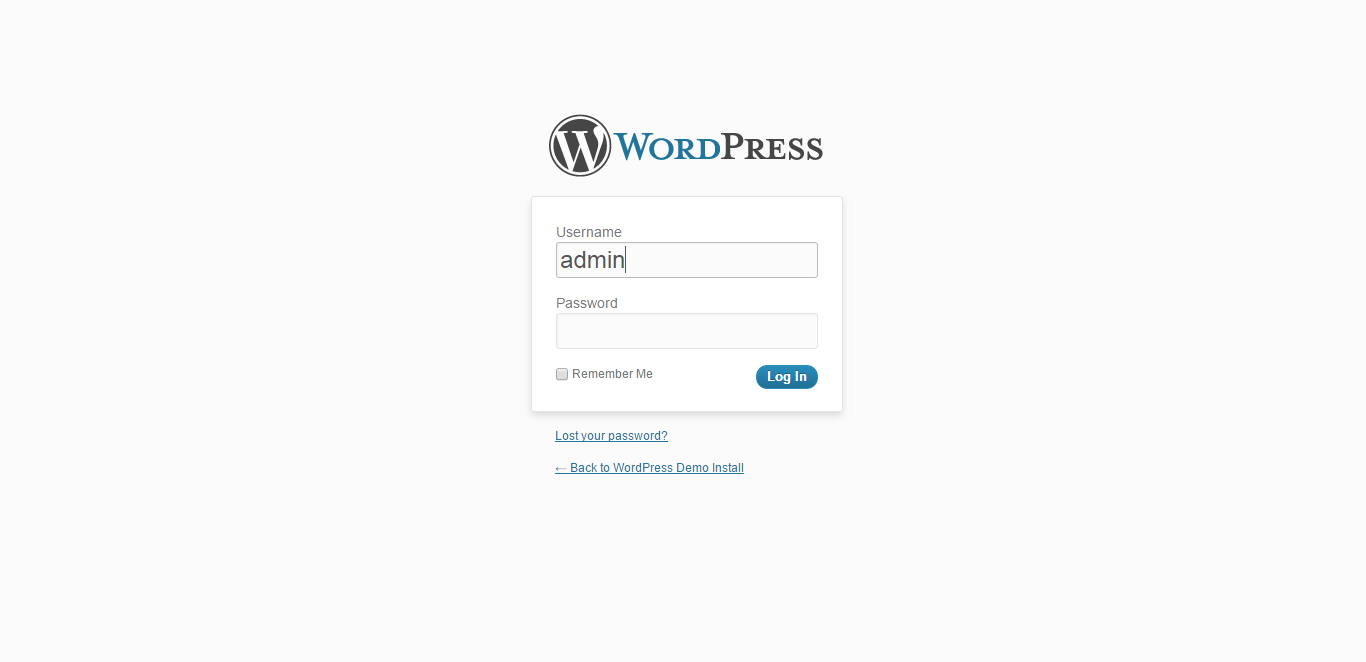 WORDPRESS
Username
admin
Password
Remember Me
Log In
Lost your password?
← Back to WordPress Demo Install